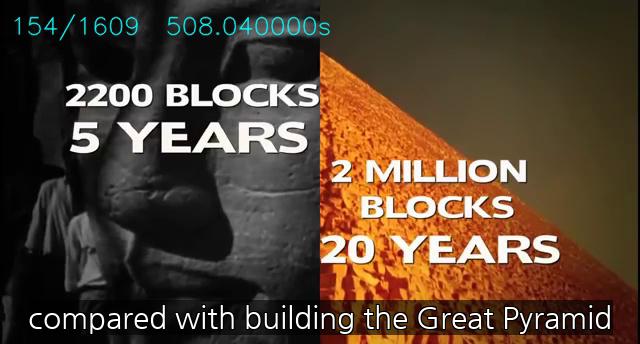 154/1609 508.040000s
2200 BLOCKS
5 YEARS
2 MILLION
BLOCKS
20 YEARS
compared with building the Great Pyramid